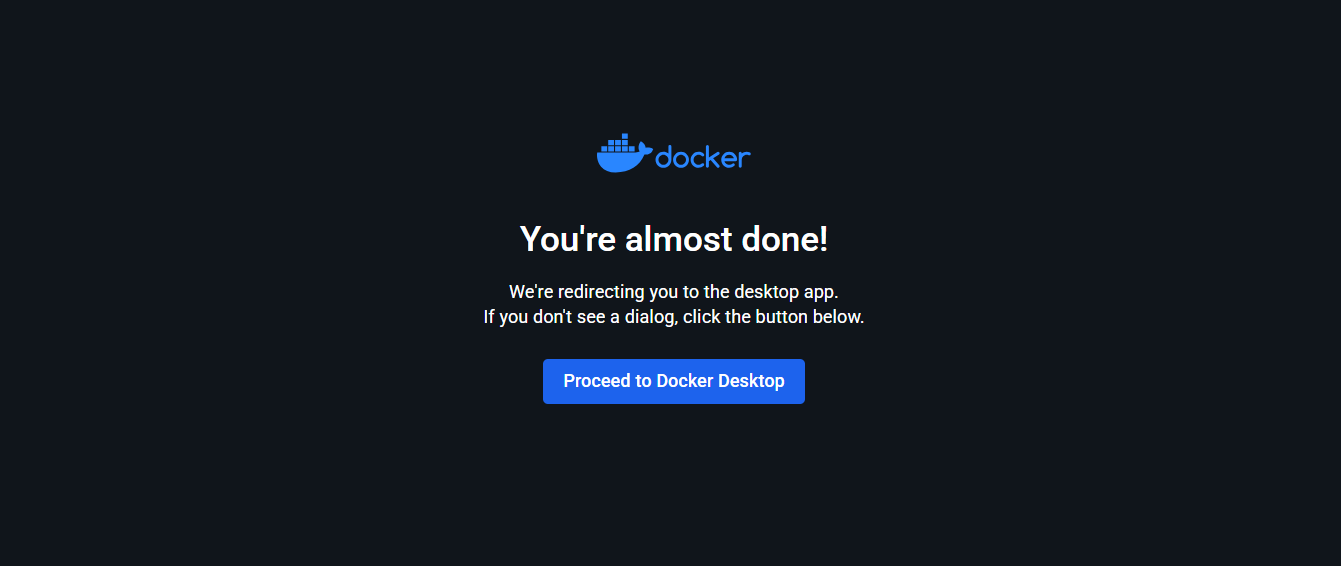 docker
You're almost done!
We're redirecting you to the desktop app.
If you don't see a dialog, click the button below.
Proceed to Docker Desktop